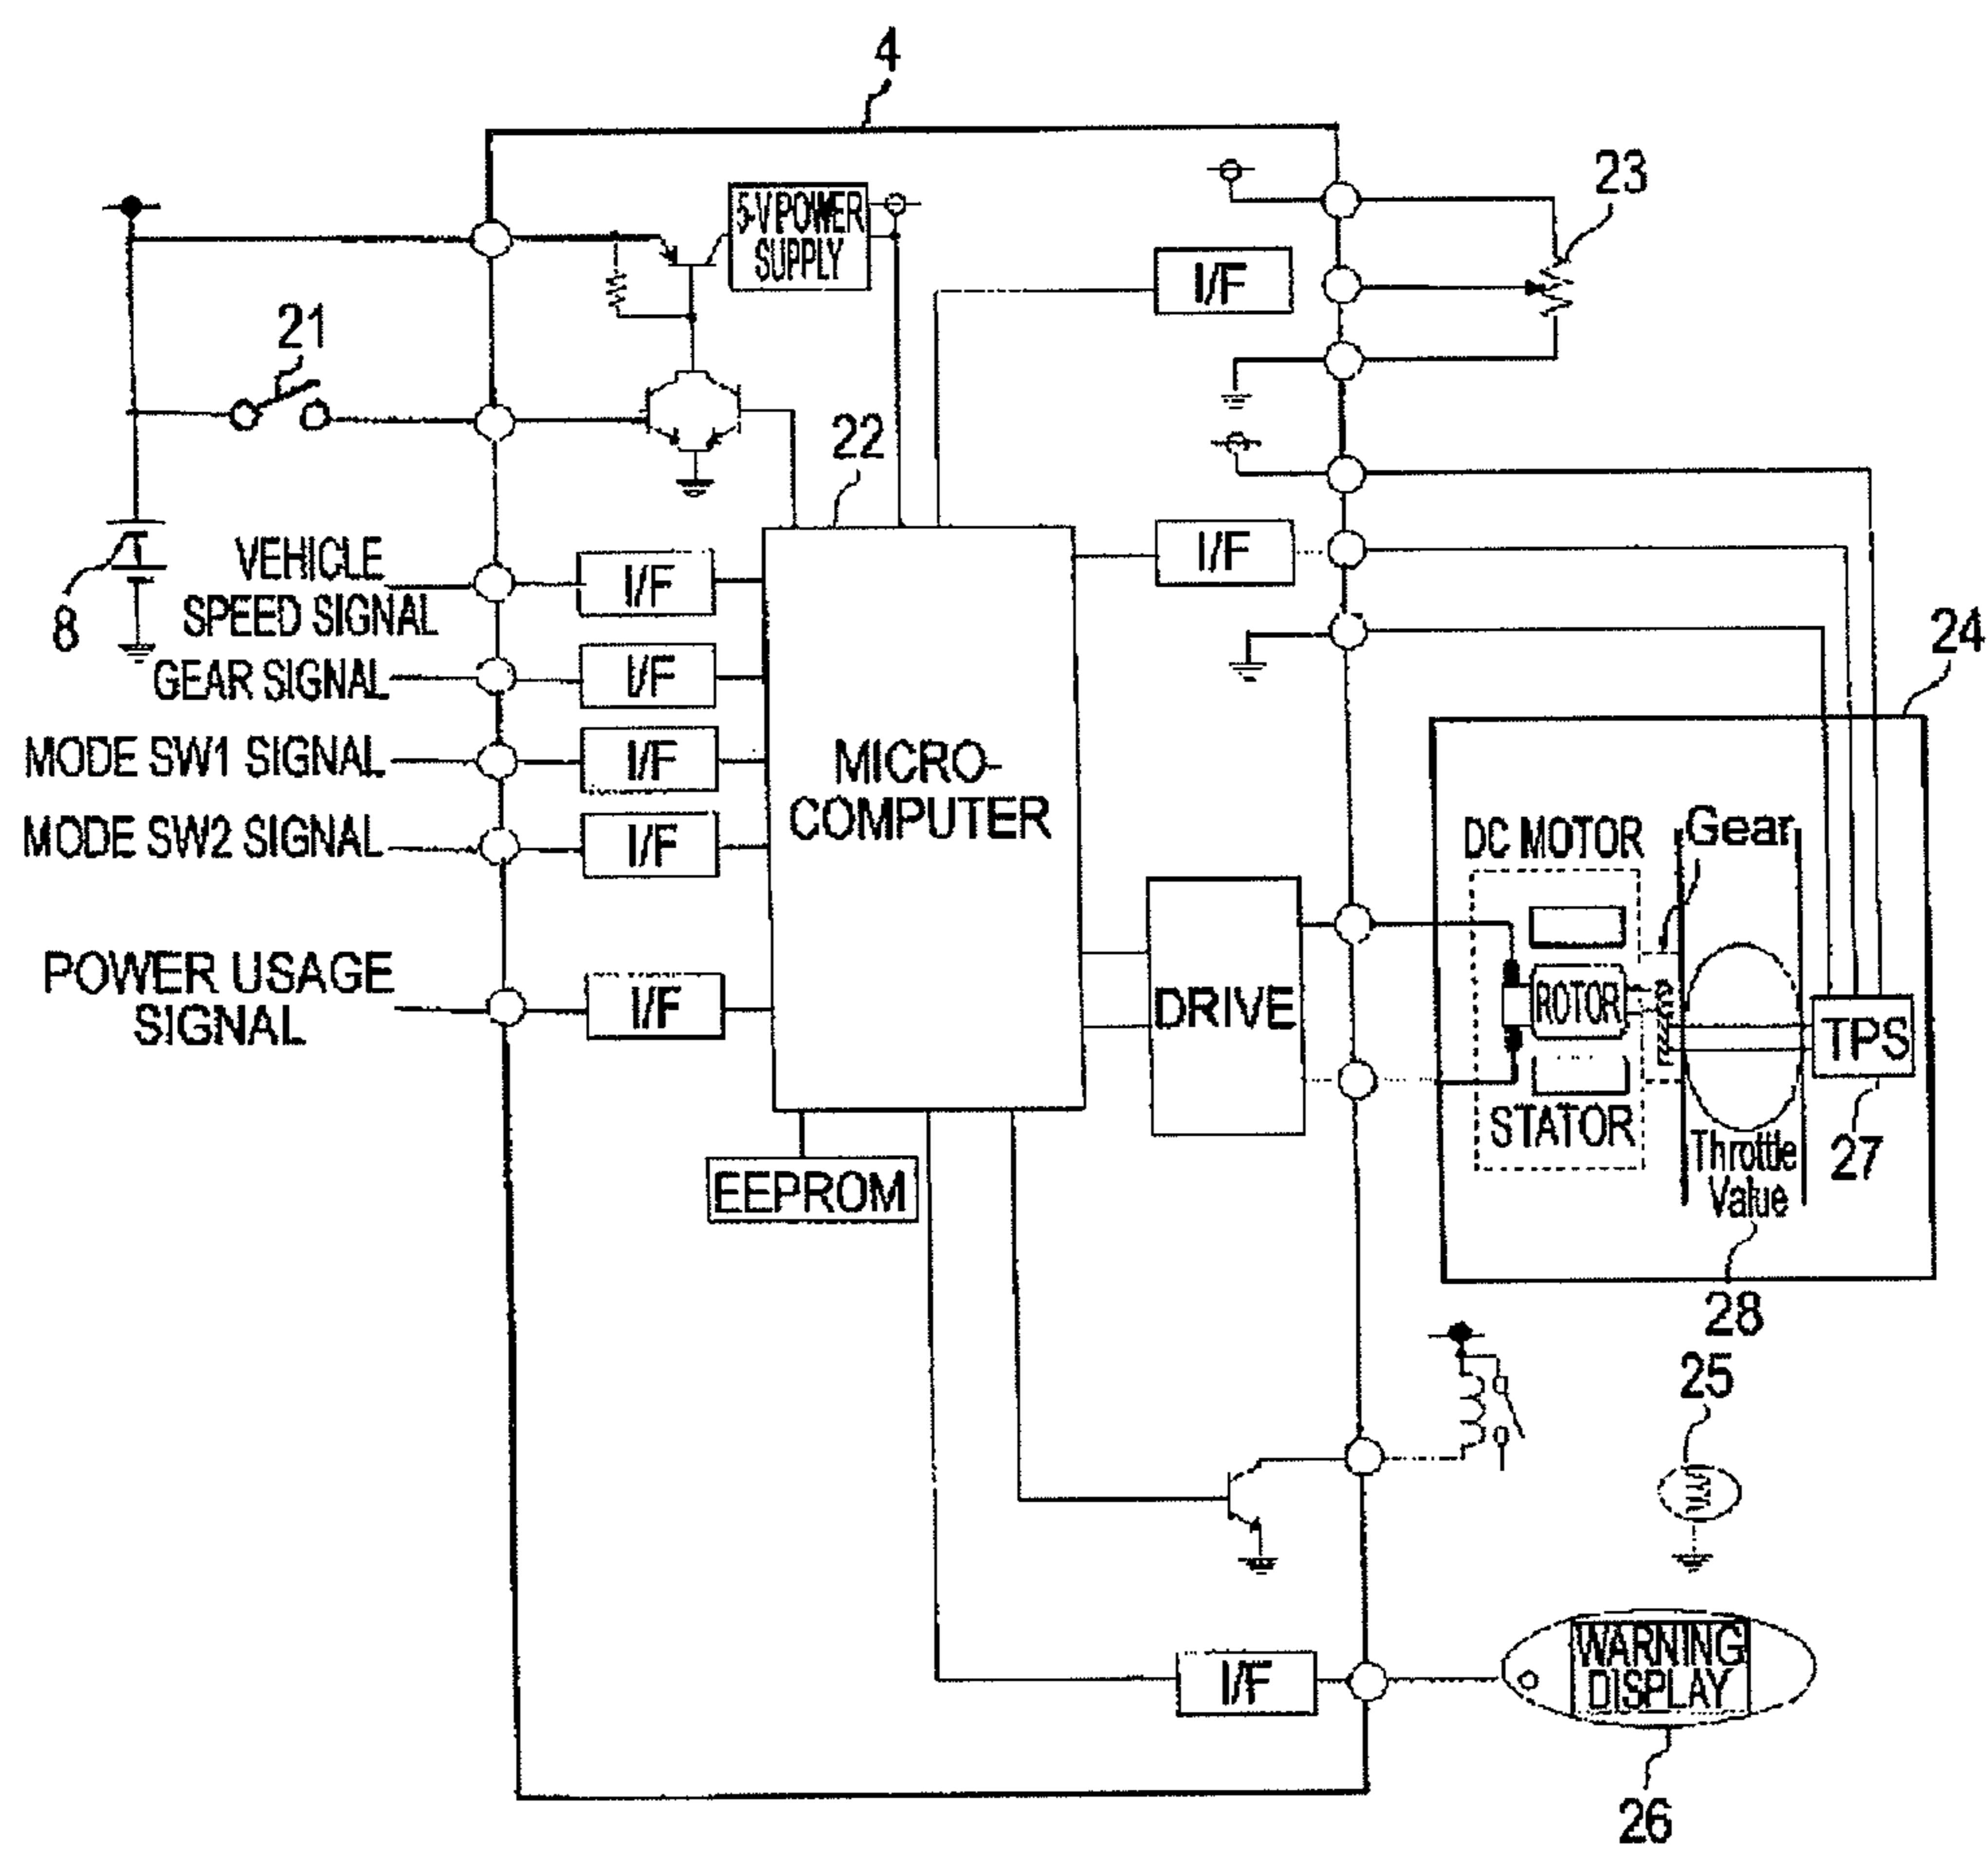 4
23
5-V POWER
SUPPLY
I/F
21
22
8
VEHICLE
SPEED SIGNAL
I/F
I/F
24
GEAR SIGNAL
I/F
MODE SW1 SIGNAL
I/F
MICRO-
COMPUTER
MODE SW2 SIGNAL
I/F
DC MOTOR
Gear
POWER USAGE
SIGNAL
I/F
DRIVE
ROTOR
TPS
STATOR
Throttle
Value
27
EEPROM
28
25
I/F
WARNING
DISPLAY
26